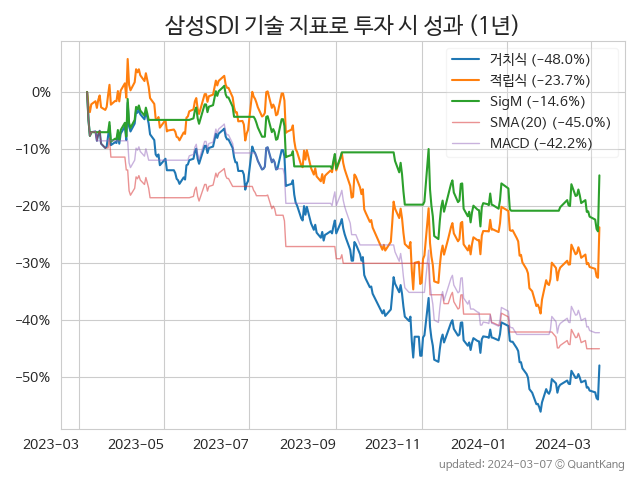 삼성SDI 기술 지표로 투자 시 성과 (1년)
거치식 (−48.0%)
적립식 (−23.7%)
SigM (−14.6%)
SMA(20) (−45.0%)
MACD (−42.2%)
0%
−10%
−20%
−30%
−40%
−50%
2023-03 2023-05 2023-07 2023-09 2023-11 2024-01 2024-03
updated: 2024-03-07 © QuantKang